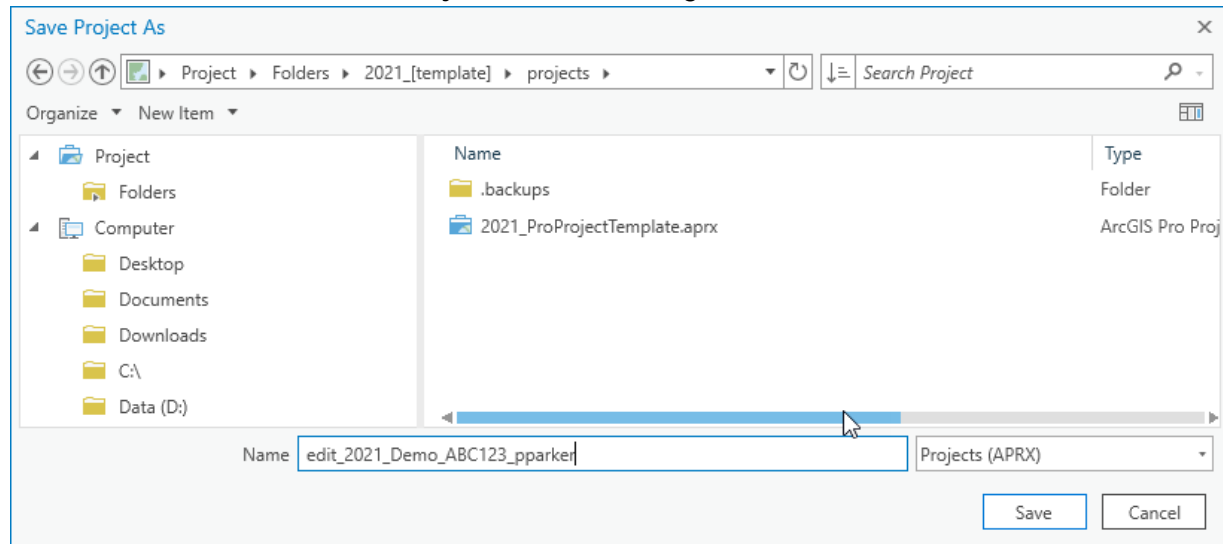 Save Project As
Project Folders 2021_[template] projects Search Project
Organize New Item
Project Name Type
Folders .backups Folder
Computer 2021_ProProjectTemplate.aprx ArcGIS Pro Proj
Desktop
Documents
Downloads
C:\
Data (D:)
Name edit_2021_Demo_ABC123_pparker Projects (APRX)
Save Cancel